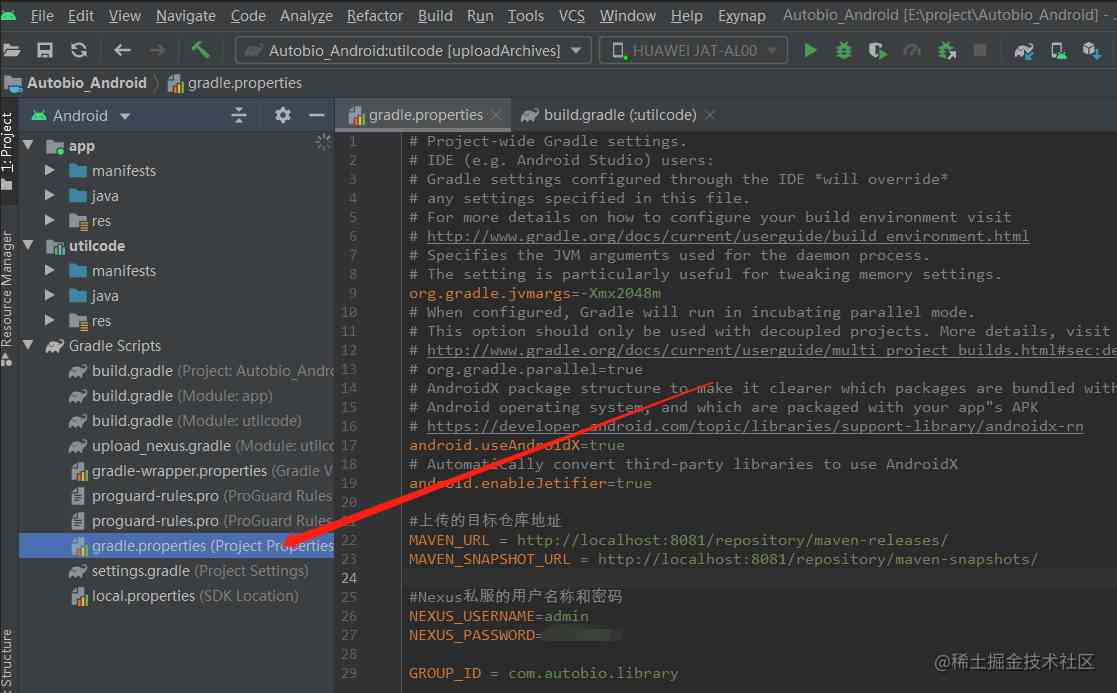 File Edit View Navigate Code Analyze Refactor Build Run Tools VCS Window Help Exynap Autobio_Android [E:\project\Autobio_Android] - .
Autobio_Android:utilcode [uploadArchives] HUAWEI JAT-AL00
Autobio_Android gradle.properties
Android
gradle.properties build.gradle (:utilcode)
1: Project
Resource Manager
Structure
app
manifests
java
res
utilcode
manifests
java
res
Gradle Scripts
build.gradle (Project: Autobio_Andro
build.gradle (Module: app)
build.gradle (Module: utilcode)
upload_nexus.gradle (Module: utilco
gradle-wrapper.properties (Gradle V
proguard-rules.pro (ProGuard Rules
proguard-rules.pro (ProGuard Rules
gradle.properties (Project Properties
settings.gradle (Project Settings)
local.properties (SDK Location)
1 # Project-wide Gradle settings.
2 # IDE (e.g. Android Studio) users:
3 # Gradle settings configured through the IDE *will override*
4 # any settings specified in this file.
5 # For more details on how to configure your build environment visit
6 # http://www.gradle.org/docs/current/userguide/build_environment.html
7 # Specifies the JVM arguments used for the daemon process.
8 # The setting is particularly useful for tweaking memory settings.
9 org.gradle.jvmargs=-Xmx2048m
10 # When configured, Gradle will run in incubating parallel mode.
11 # This option should only be used with decoupled projects. More details, visit
12 # http://www.gradle.org/docs/current/userguide/multi_project_builds.html#sec:de
13 # org.gradle.parallel=true
14 # AndroidX package structure to make it clearer which packages are bundled with
15 # Android operating system, and which are packaged with your app"s APK
16 # https://developer.android.com/topic/libraries/support-library/androidx-rn
17 android.useAndroidX=true
18 # Automatically convert third-party libraries to use AndroidX
19 android.enableJetifier=true
20
21 #上传的目标仓库地址
22 MAVEN_URL = http://localhost:8081/repository/maven-releases/
23 MAVEN_SNAPSHOT_URL = http://localhost:8081/repository/maven-snapshots/
24
25 #Nexus私服的用户名称和密码
26 NEXUS_USERNAME=admin
27 NEXUS_PASSWORD=
28
29 GROUP_ID = com.autobio.library
@稀土掘金技术社区